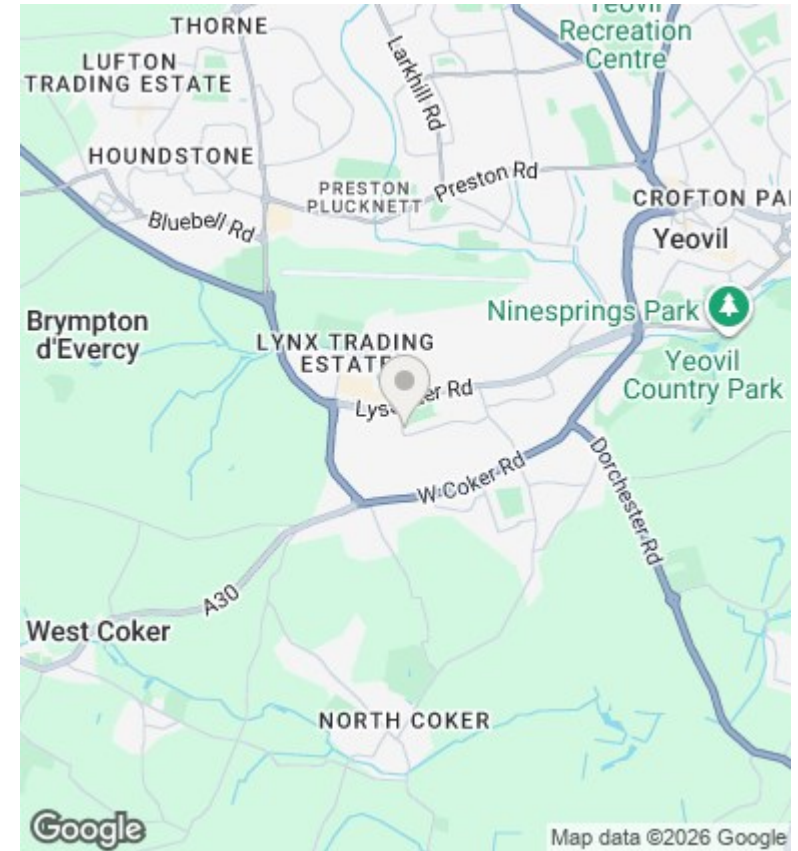 Yeovil
Recreation
Centre
THORNE
LUFTON
TRADING ESTATE
Larkhill Rd
HOUNDSTONE
PRESTON
PLUCKNETT
Preston Rd
CROFTON PA
Bluebell Rd
Yeovil
Ninesprings Park
Brympton
d'Evercy
LYNX TRADING
ESTATE
Yeovil
Country Park
W Coker Rd
Dorchester Rd
A30
West Coker
NORTH COKER
Google
Map data ©2026 Google